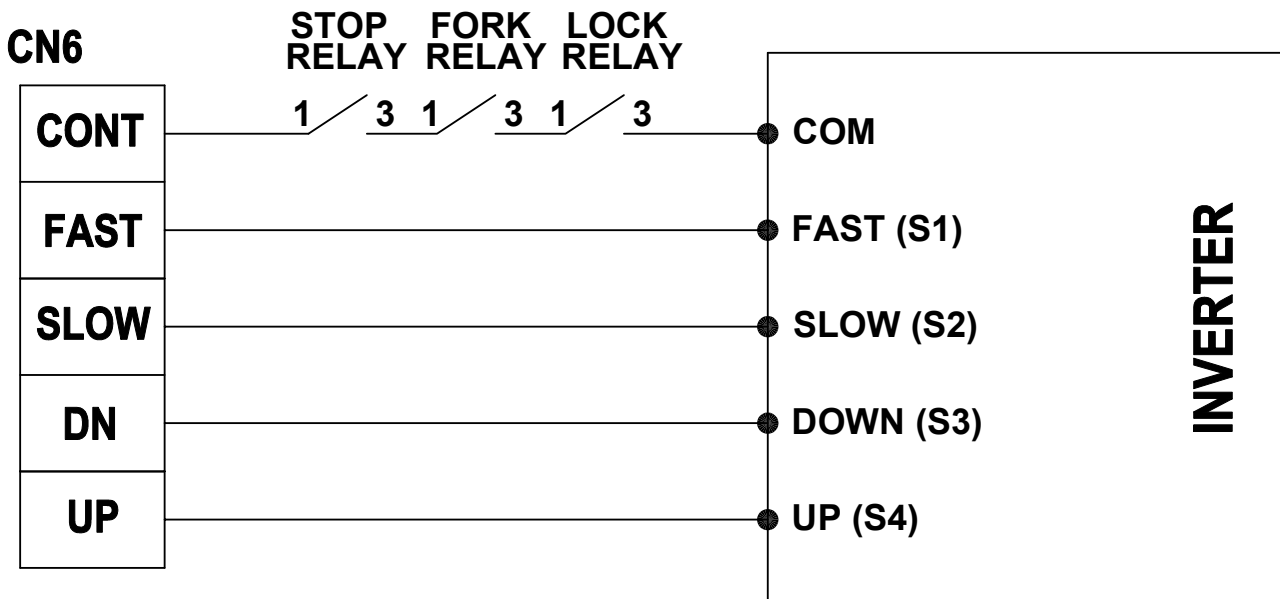 CN6
STOP RELAY
FORK RELAY
LOCK RELAY
CONT
1 3 1 3 1 3
COM
FAST
FAST (S1)
SLOW
SLOW (S2)
DN
DOWN (S3)
UP
UP (S4)
INVERTER